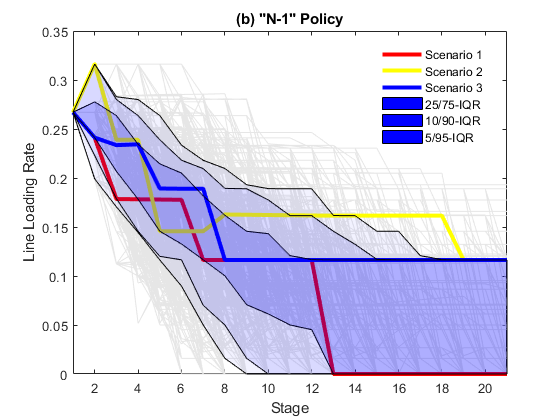 (b) "N-1" Policy
0.35
0.3
0.25
0.2
0.15
0.1
0.05
0
Line Loading Rate
Scenario 1
Scenario 2
Scenario 3
25/75-IQR
10/90-IQR
5/95-IQR
2 4 6 8 10 12 14 16 18 20
Stage